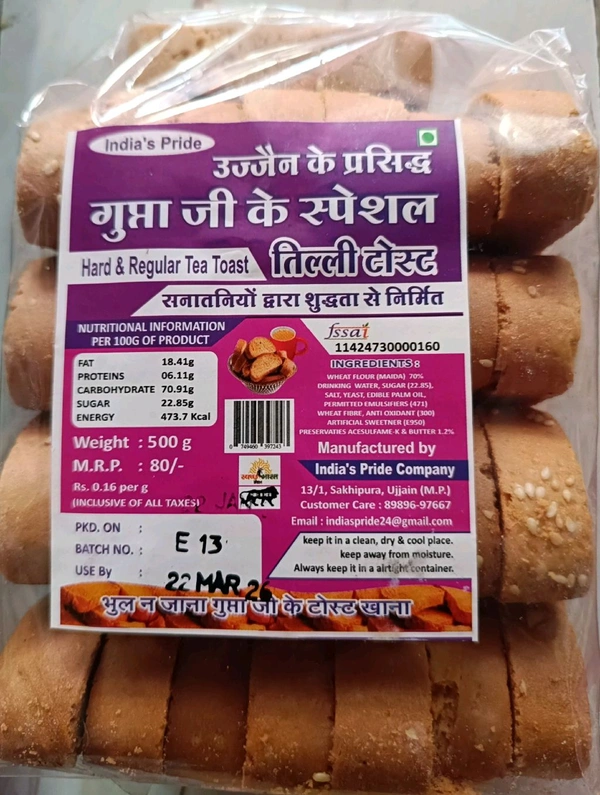 India's Pride
उज्जैन के प्रसिद्ध
गुप्ता जी के स्पेशल
Hard & Regular Tea Toast
तिल्ली टोस्ट
सनातनियों द्वारा शुद्धता से निर्मित
NUTRITIONAL INFORMATION
PER 100G OF PRODUCT
FAT 18.41g
PROTEINS 06.11g
CARBOHYDRATE 70.91g
SUGAR 22.85g
ENERGY 473.7 Kcal
Weight : 500 g
M.R.P. : 80/-
Rs. 0.16 per g
(INCLUSIVE OF ALL TAXES)
fssai
11424730000160
INGREDIENTS :
WHEAT FLOUR (MAIDA) 70%
DRINKING WATER, SUGAR (22.85),
SALT, YEAST, EDIBLE PALM OIL,
PERMITTED EMULSIFIERS (471)
WHEAT FIBRE, ANTI OXIDANT (300)
ARTIFICIAL SWEETNER (E950)
PRESERVATIES ACESULFAME-K & BUTTER 1.2%
Manufactured by
India's Pride Company
13/1, Sakhipura, Ujjain (M.P.)
Customer Care : 89896-97667
Email : indiaspride24@gmail.com
keep it in a clean, dry & cool place.
keep away from moisture.
Always keep it in a airtight container.
0 749460 397243
स्वच्छ भारत
PKD. ON :
BATCH NO. : E 13
USE By : 22 MAR 26
भुल न जाना गुप्ता जी के टोस्ट खाना